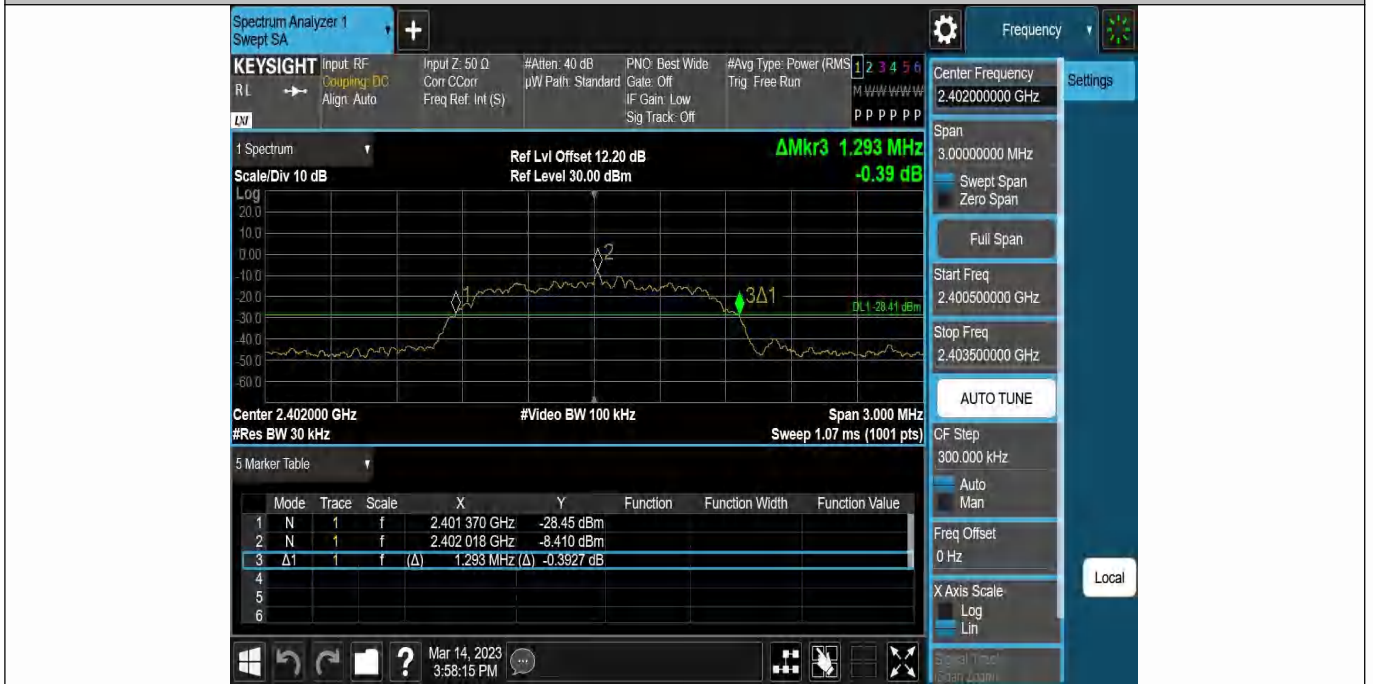 Spectrum Analyzer 1
Swept SA
+
Frequency
KEYSIGHT
RL
LXI
Input: RF
Coupling: DC
Align: Auto
Input Z: 50 Ω
Corr CCorr
Freq Ref: Int (S)
#Atten: 40 dB
µW Path: Standard
PNO: Best Wide
Gate: Off
IF Gain: Low
Sig Track: Off
#Avg Type: Power (RMS
Trig: Free Run
1 2 3 4 5 6
M W W W W W
P P P P P P
1 Spectrum
Scale/Div 10 dB
Ref Lvl Offset 12.20 dB
Ref Level 30.00 dBm
ΔMkr3 1.293 MHz
-0.39 dB
Log
20.0
10.0
0.00
-10.0
-20.0
-30.0
-40.0
-50.0
-60.0
1
2
3Δ1
DL1 -28.41 dBm
Center 2.402000 GHz
#Res BW 30 kHz
#Video BW 100 kHz
Span 3.000 MHz
Sweep 1.07 ms (1001 pts)
5 Marker Table
Mode Trace Scale X Y Function Function Width Function Value
1 N 1 f 2.401 370 GHz -28.45 dBm
2 N 1 f 2.402 018 GHz -8.410 dBm
3 Δ1 1 f (Δ) 1.293 MHz (Δ) -0.3927 dB
4
5
6
?
Mar 14, 2023
3:58:15 PM
Center Frequency
2.402000000 GHz
Settings
Span
3.00000000 MHz
Swept Span
Zero Span
Full Span
Start Freq
2.400500000 GHz
Stop Freq
2.403500000 GHz
AUTO TUNE
CF Step
300.000 kHz
Auto
Man
Freq Offset
0 Hz
X Axis Scale
Log
Lin
Local
Signal Track
(Span Zoom)